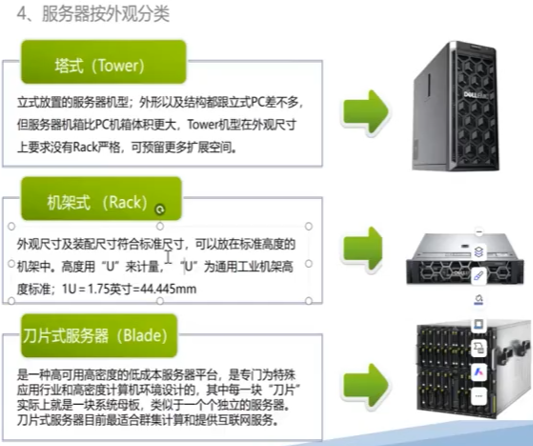 4、服务器按外观分类
塔式（Tower）
立式放置的服务器机型；外形以及结构都跟立式PC差不多，
但服务器机箱比PC机箱体积更大，Tower机型在外观尺寸
上要求没有Rack严格，可预留更多扩展空间。
DELL
机架式 （Rack）
外观尺寸及装配尺寸符合标准尺寸，可以放在标准高度的
机架中。高度用“U”来计量，“U”为通用工业机架高
度标准；1U＝1.75英寸=44.445mm
刀片式服务器（Blade）
是一种高可用高密度的低成本服务器平台，是专门为特殊
应用行业和高密度计算机环境设计的，其中每一块“刀片”
实际上就是一块系统母板，类似于一个个独立的服务器。
刀片式服务器目前最适合群集计算和提供互联网服务。